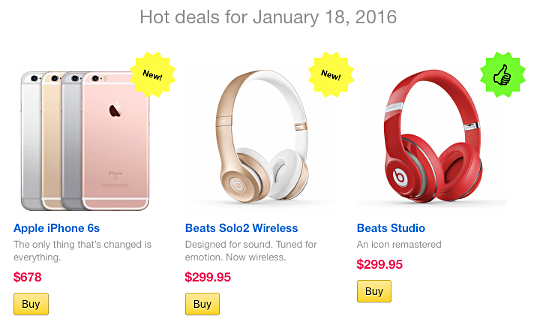 Hot deals for January 18, 2016
New!
New!
Apple iPhone 6s
The only thing that's changed is
everything.
$678
Buy
Beats Solo2 Wireless
Designed for sound. Tuned for
emotion. Now wireless.
$299.95
Buy
Beats Studio
An icon remastered
$299.95
Buy